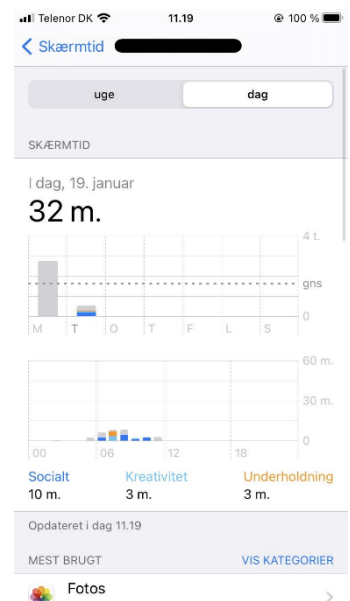 Telenor DK 11.19 100 %
Skærmtid
uge dag
SKÆRMTID
I dag, 19. januar
32 m.
4 t.
gns
0
M T O T F L S
60 m.
30 m.
0
00 06 12 18
Socialt Kreativitet Underholdning
10 m. 3 m. 3 m.
Opdateret i dag 11.19
MEST BRUGT VIS KATEGORIER
Fotos